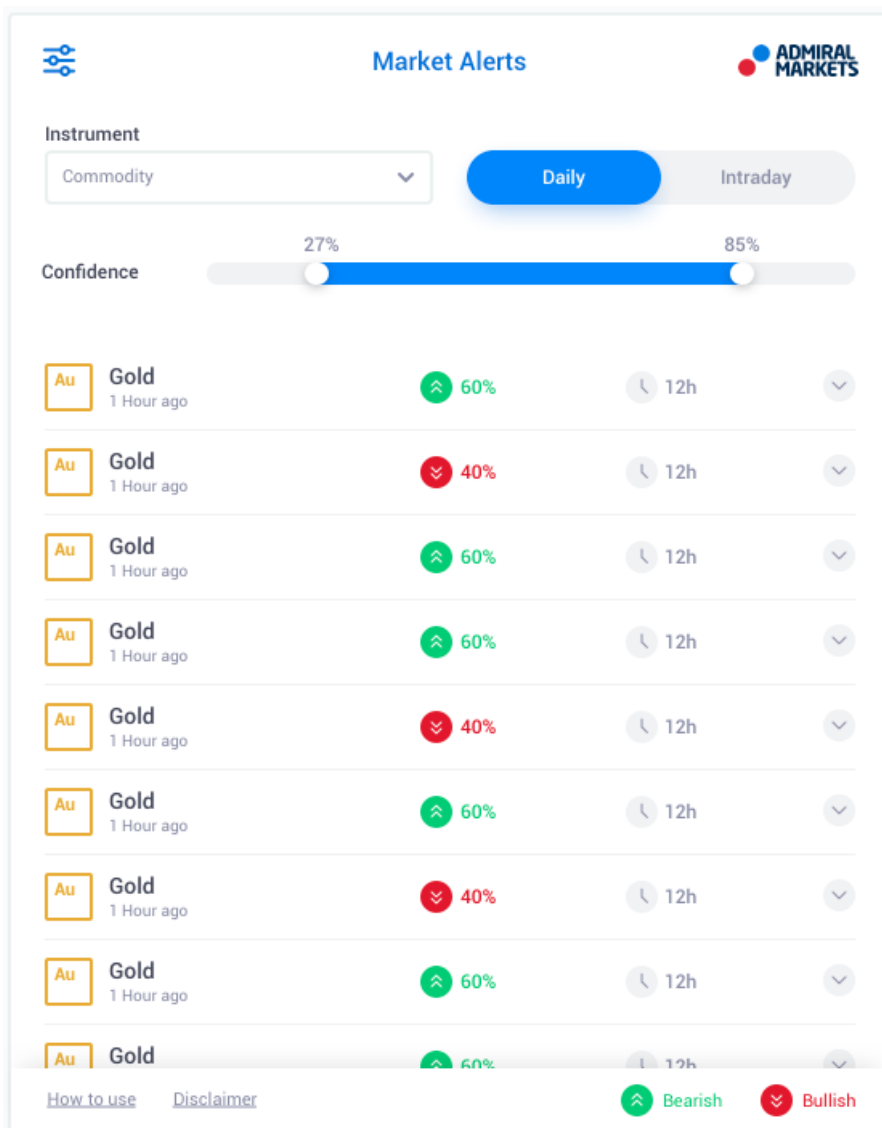 Market Alerts
ADMIRAL
MARKETS
Instrument
Commodity
Daily
Intraday
27%
85%
Confidence
Au
Gold
1 Hour ago
60%
12h
Au
Gold
1 Hour ago
40%
12h
Au
Gold
1 Hour ago
60%
12h
Au
Gold
1 Hour ago
60%
12h
Au
Gold
1 Hour ago
40%
12h
Au
Gold
1 Hour ago
60%
12h
Au
Gold
1 Hour ago
40%
12h
Au
Gold
1 Hour ago
60%
12h
Au
Gold
60%
12h
How to use
Disclaimer
Bearish
Bullish